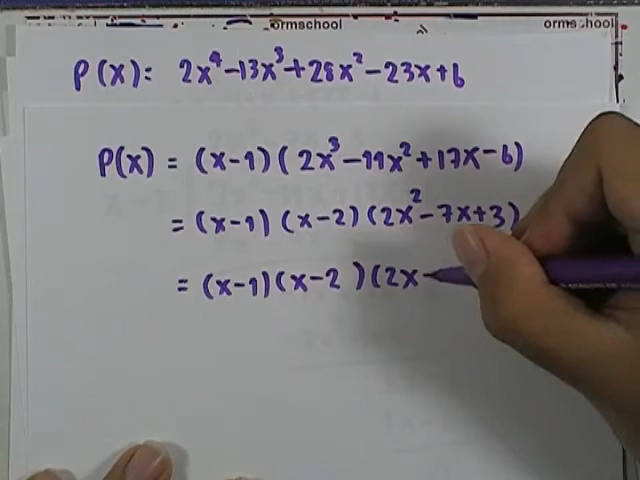 ormschool ormschool
P(x): 2x⁴-13x³+28x²-23x+6
P(x) = (x-1)(2x³-11x²+17x-6)
= (x-1)(x-2)(2x²-7x+3)
= (x-1)(x-2)(2x-